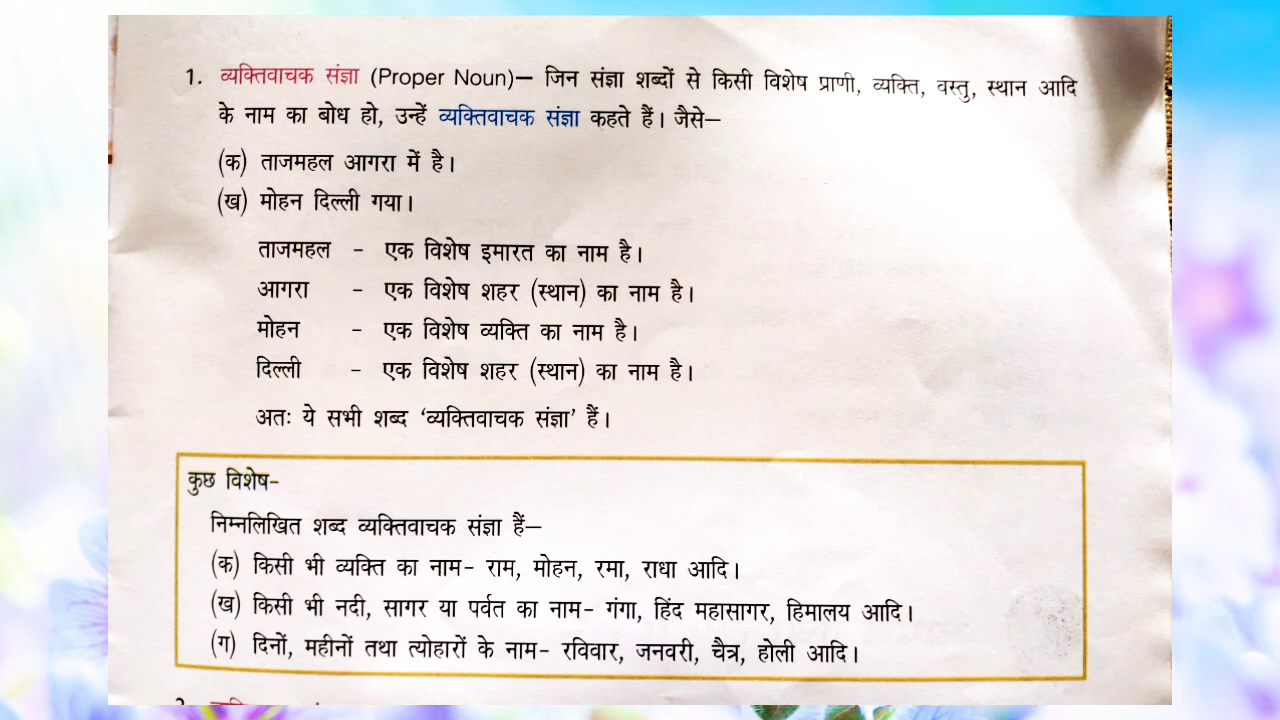 1. व्यक्तिवाचक संज्ञा (Proper Noun)— जिन संज्ञा शब्दों से किसी विशेष प्राणी, व्यक्ति, वस्तु, स्थान आदि
के नाम का बोध हो, उन्हें व्यक्तिवाचक संज्ञा कहते हैं। जैसे—
(क) ताजमहल आगरा में है।
(ख) मोहन दिल्ली गया।
ताजमहल - एक विशेष इमारत का नाम है।
आगरा - एक विशेष शहर (स्थान) का नाम है।
मोहन - एक विशेष व्यक्ति का नाम है।
दिल्ली - एक विशेष शहर (स्थान) का नाम है।
अतः ये सभी शब्द ‘व्यक्तिवाचक संज्ञा’ हैं।
कुछ विशेष-
निम्नलिखित शब्द व्यक्तिवाचक संज्ञा हैं—
(क) किसी भी व्यक्ति का नाम- राम, मोहन, रमा, राधा आदि।
(ख) किसी भी नदी, सागर या पर्वत का नाम- गंगा, हिंद महासागर, हिमालय आदि।
(ग) दिनों, महीनों तथा त्योहारों के नाम- रविवार, जनवरी, चैत्र, होली आदि।